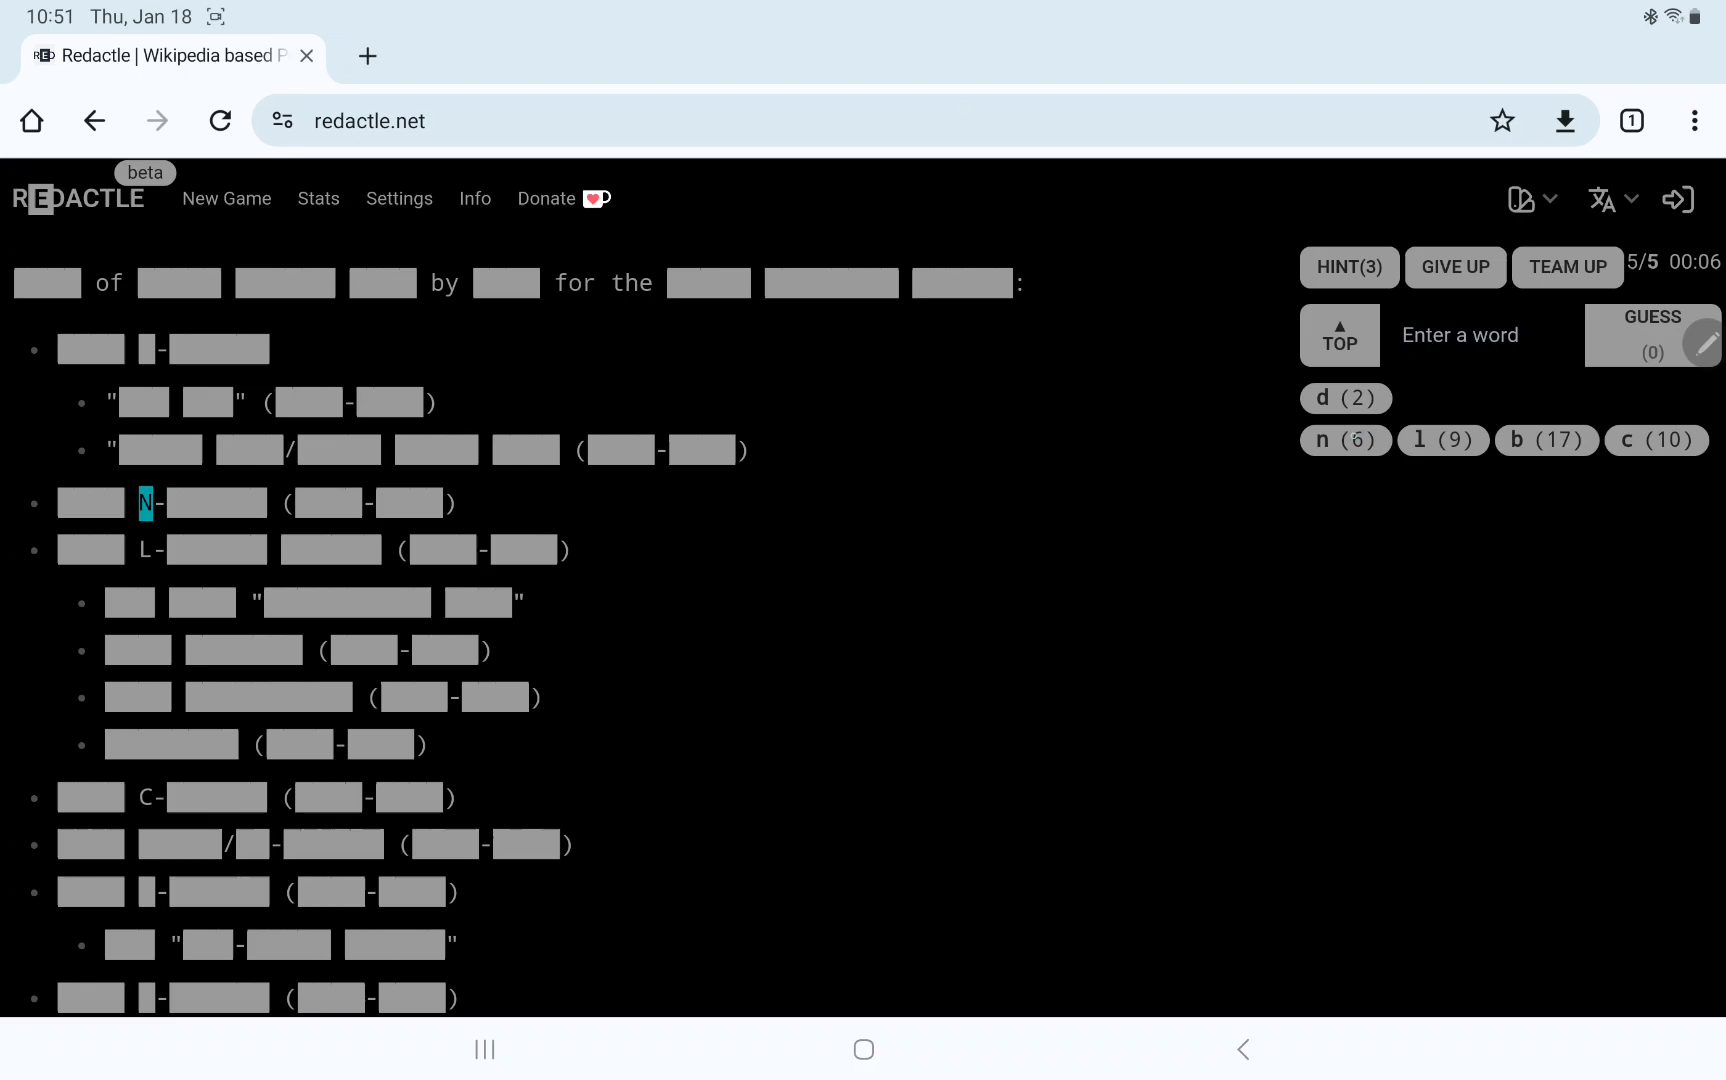 10:51 Thu, Jan 18
Redactle | Wikipedia based P
redactle.net
1
beta
REDACTLE New Game Stats Settings Info Donate
HINT(3) GIVE UP TEAM UP 5/5 00:06
of by for the :
▲ TOP Enter a word GUESS (0)
d (2)
n (6) l (9) b (17) c (10)
-
" " ( - )
" / ( - )
N- ( - )
L- ( - )
" "
( - )
( - )
( - )
C- ( - )
/ - ( - )
- ( - )
" - "
- ( - )